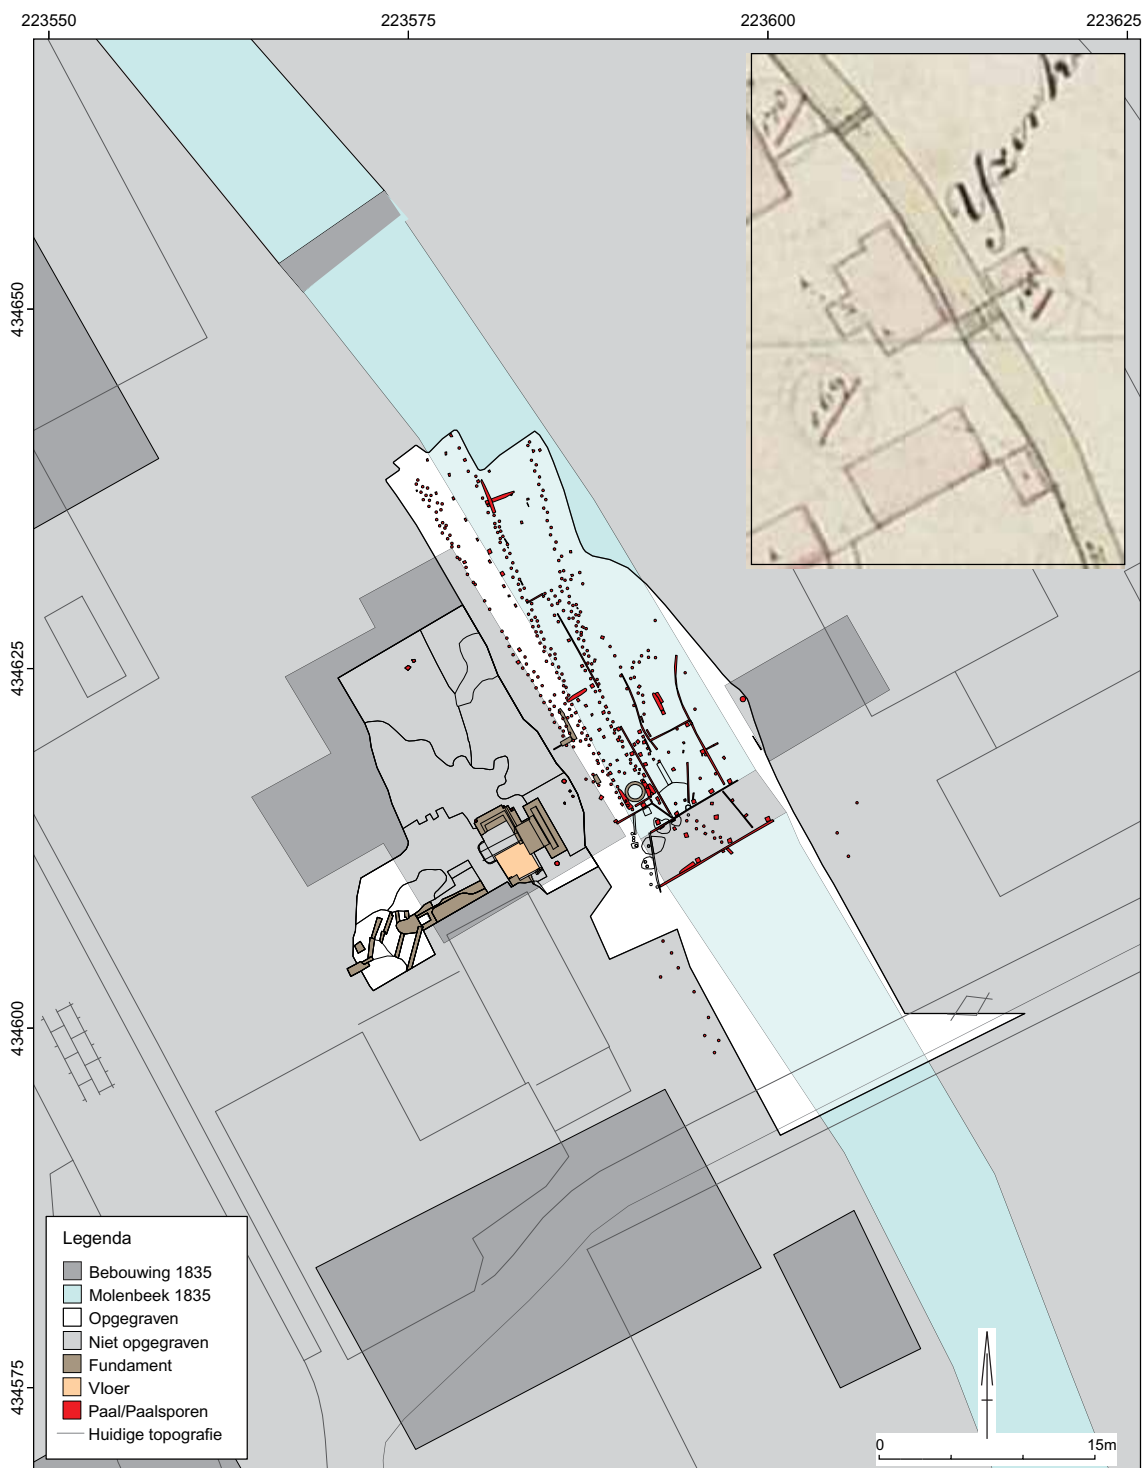 223550
223575
223600
223625
434650
434625
434600
434575
Legenda
Bebouwing 1835
Molenbeek 1835
Opgegraven
Niet opgegraven
Fundament
Vloer
Paal/Paalsporen
Huidige topografie
0
15m